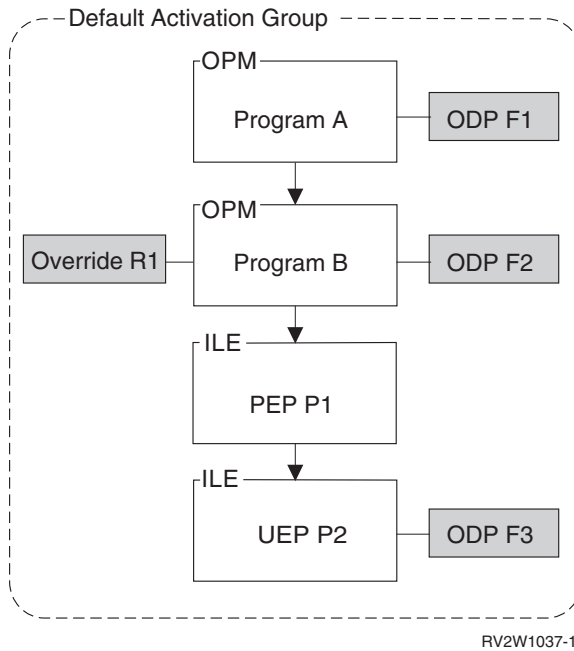 Default Activation Group
OPM
Program A
ODP F1
OPM
Override R1
Program B
ODP F2
ILE
PEP P1
ILE
UEP P2
ODP F3
RV2W1037-1